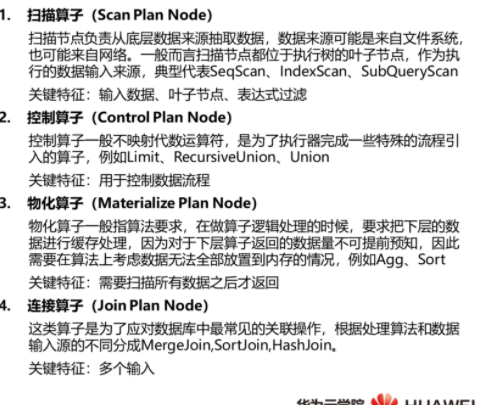 1. 扫描算子（Scan Plan Node）
扫描节点负责从底层数据来源抽取数据，数据来源可能是来自文件系统，
也可能来自网络。一般而言扫描节点都位于执行树的叶子节点，作为执
行的数据输入来源，典型代表SeqScan、IndexScan、SubQueryScan
关键特征：输入数据、叶子节点、表达式过滤
2. 控制算子（Control Plan Node）
控制算子一般不映射代数运算符，是为了执行器完成一些特殊的流程引
入的算子，例如Limit、RecursiveUnion、Union
关键特征：用于控制数据流程
3. 物化算子（Materialize Plan Node）
物化算子一般指算法要求，在做算子逻辑处理的时候，要求把下层的数
据进行缓存处理，因为对于下层算子返回的数据量不可提前预知，因此
需要在算法上考虑数据无法全部放置到内存的情况，例如Agg、Sort
关键特征：需要扫描所有数据之后才返回
4. 连接算子（Join Plan Node）
这类算子是为了应对数据库中最常见的关联操作，根据处理算法和数据
输入源的不同分成MergeJoin,SortJoin,HashJoin。
关键特征：多个输入
华为云学院 HUAWEI